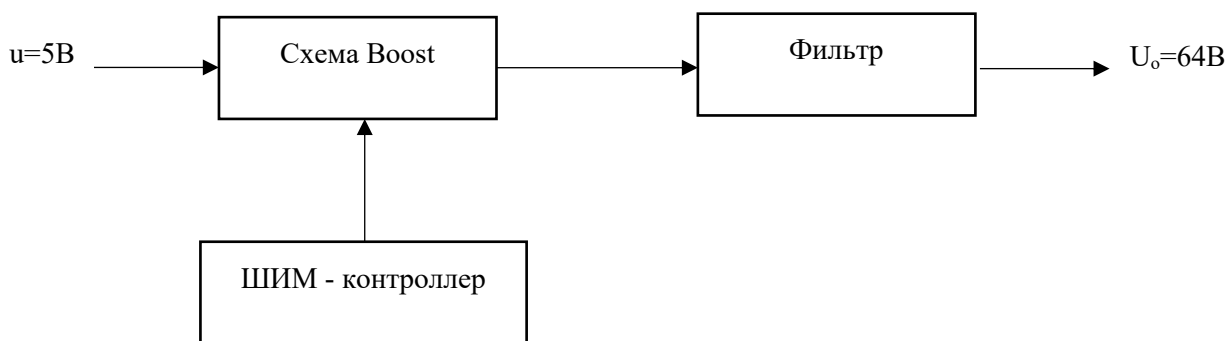 u=5В
Схема Boost
Фильтр
Uₒ=64В
ШИМ - контроллер